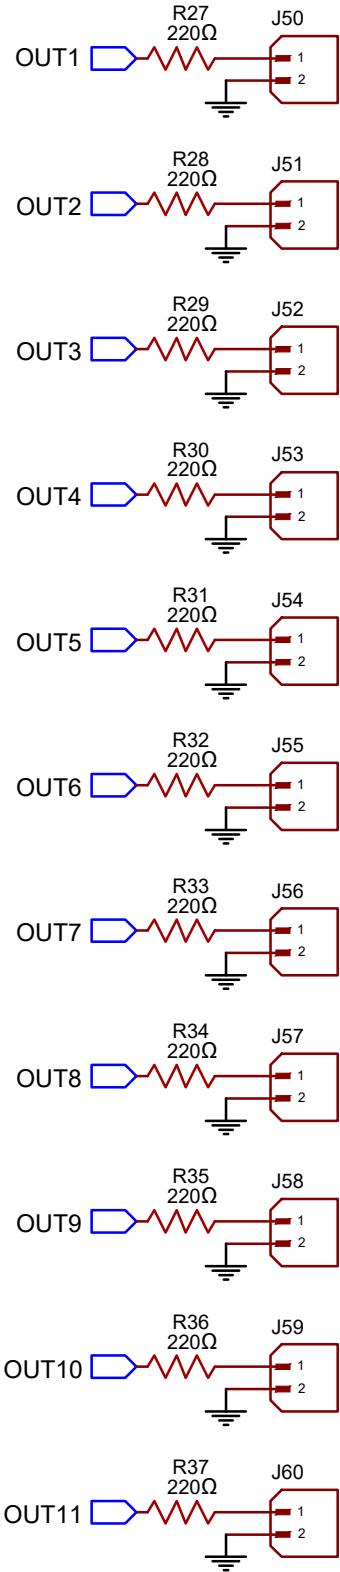 R27
J50
220Ω
OUT1
1
2
R28
J51
220Ω
OUT2
1
2
R29
J52
220Ω
OUT3
1
2
R30
J53
220Ω
OUT4
1
2
R31
J54
220Ω
OUT5
1
2
R32
J55
220Ω
OUT6
1
2
R33
J56
220Ω
OUT7
1
2
R34
J57
220Ω
OUT8
1
2
R35
J58
220Ω
OUT9
1
2
R36
J59
220Ω
OUT10
1
2
R37
J60
220Ω
OUT11
1
2